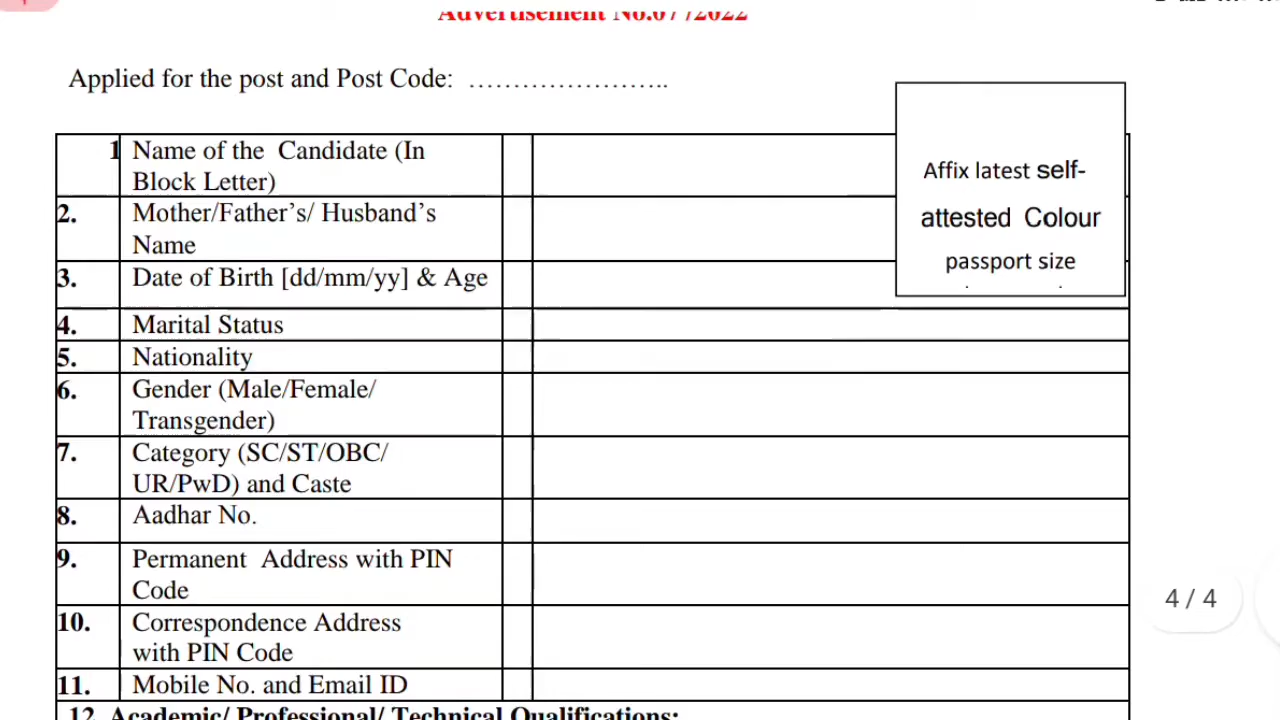 Advertisement No.07 /2022
Applied for the post and Post Code: …………………..
Affix latest self-
attested Colour
passport size
1 Name of the Candidate (In
Block Letter)
2. Mother/Father’s/ Husband’s
Name
3. Date of Birth [dd/mm/yy] & Age
4. Marital Status
5. Nationality
6. Gender (Male/Female/
Transgender)
7. Category (SC/ST/OBC/
UR/PwD) and Caste
8. Aadhar No.
9. Permanent Address with PIN
Code
10. Correspondence Address
with PIN Code
11. Mobile No. and Email ID
12. Academic/ Professional/ Technical Qualifications:
4 / 4